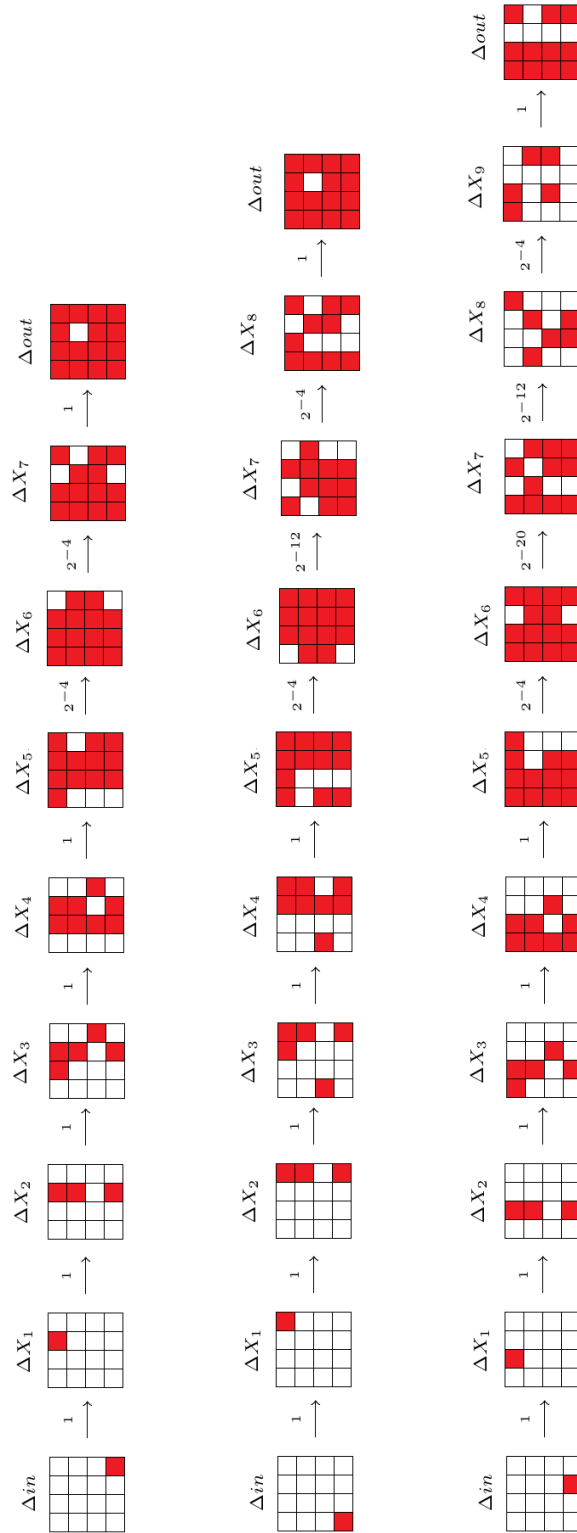 Δin ΔX₁ ΔX₂ ΔX₃ ΔX₄ ΔX₅ ΔX₆ ΔX₇ Δout
1 1 1 1 1 2⁻⁴ 2⁻⁴ 1
Δin ΔX₁ ΔX₂ ΔX₃ ΔX₄ ΔX₅ ΔX₆ ΔX₇ ΔX₈ Δout
1 1 1 1 1 2⁻⁴ 2⁻¹² 2⁻⁴ 1
Δin ΔX₁ ΔX₂ ΔX₃ ΔX₄ ΔX₅ ΔX₆ ΔX₇ ΔX₈ ΔX₉ Δout
1 1 1 1 1 2⁻⁴ 2⁻²⁰ 2⁻¹² 2⁻⁴ 1